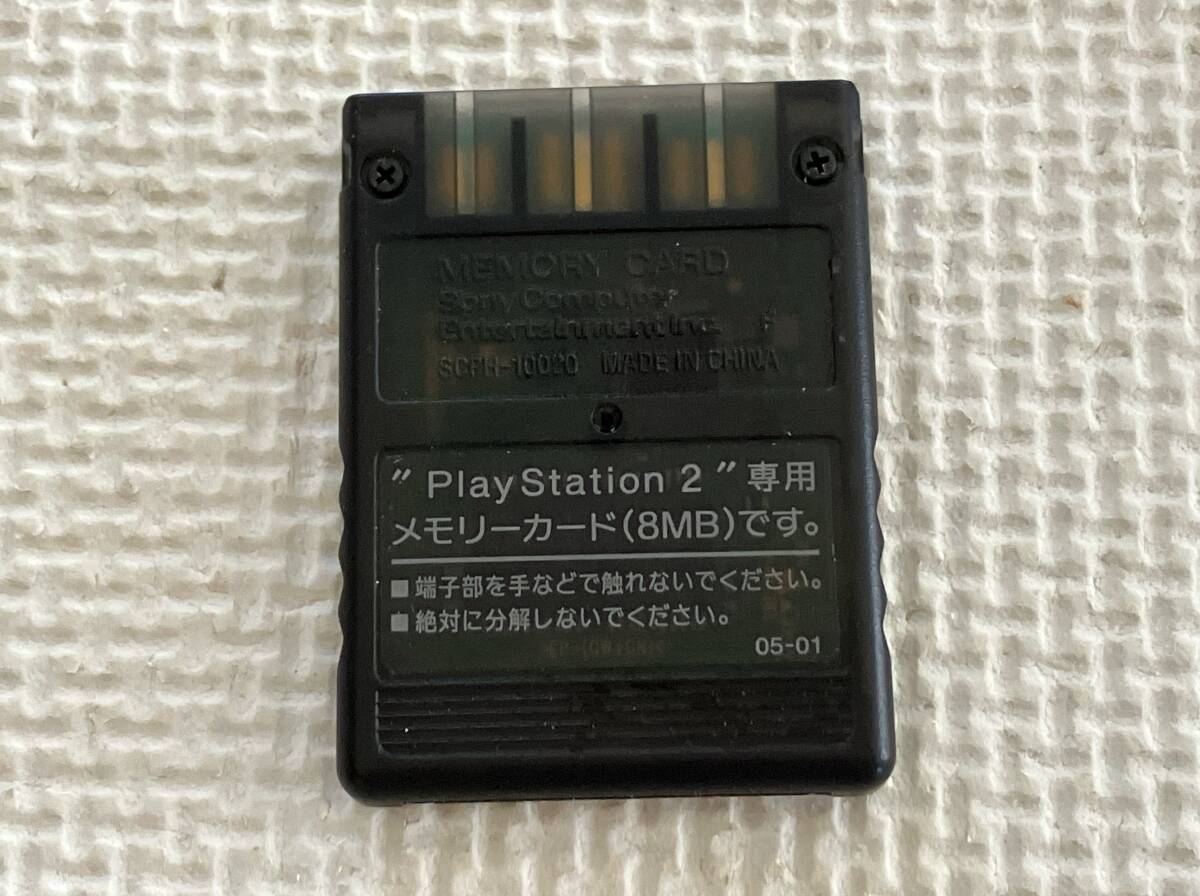 MEMORY CARD
Sony Computer
Entertainment Inc.
SCPH-10020 MADE IN CHINA
〃PlayStation 2〃専用
メモリーカード(8MB)です。
■端子部を手などで触れないでください。
■絶対に分解しないでください。
05-01